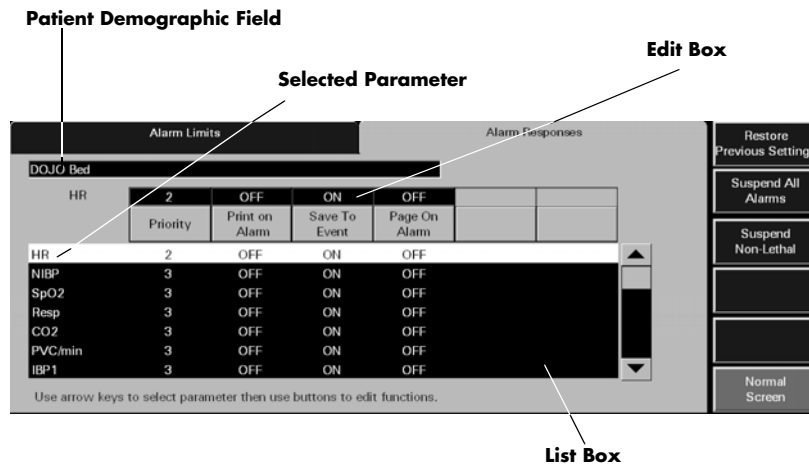 Patient Demographic Field
Edit Box
Selected Parameter
Alarm Limits
Alarm Responses
Restore
Previous Setting
DOJO Bed
Suspend All
Alarms
HR 2 OFF ON OFF
Priority Print on Alarm Save To Event Page On Alarm
Suspend
Non-Lethal
HR 2 OFF ON OFF
NIBP 3 OFF ON OFF
SpO2 3 OFF ON OFF
Resp 3 OFF ON OFF
CO2 3 OFF ON OFF
PVC/min 3 OFF ON OFF
IBP1 3 OFF ON OFF
Normal
Screen
Use arrow keys to select parameter then use buttons to edit functions.
List Box